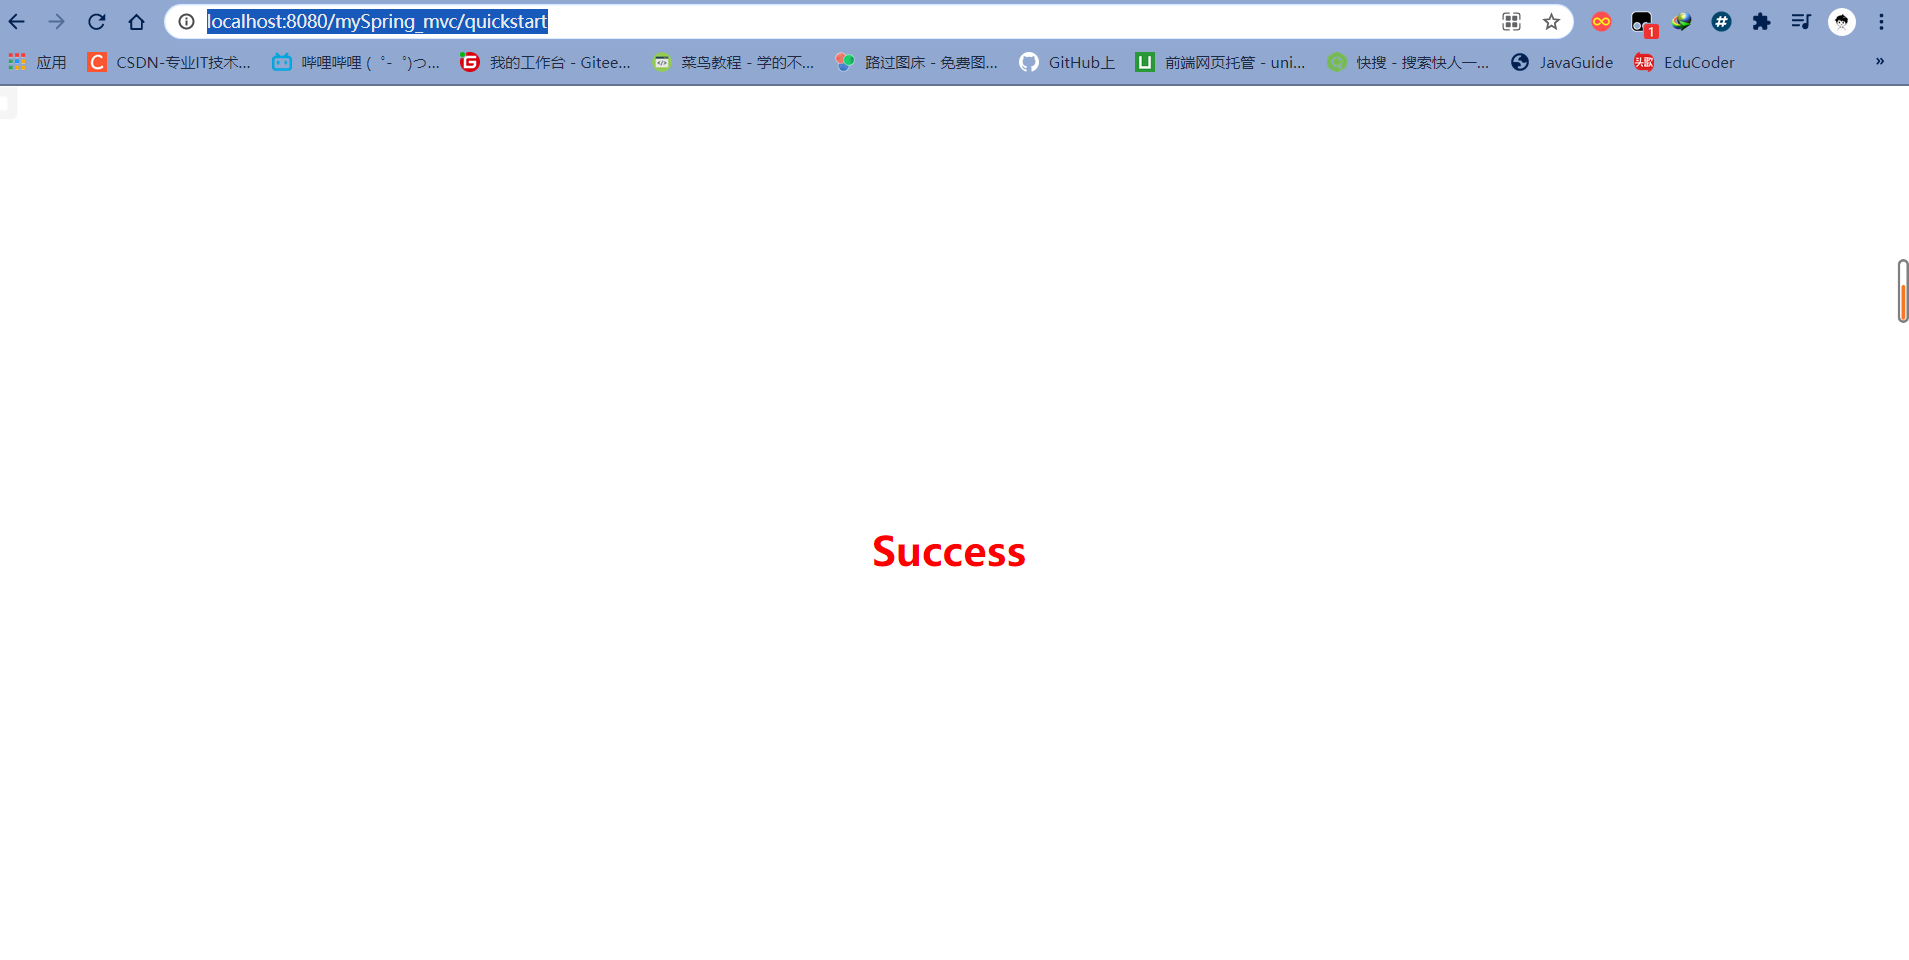 localhost:8080/mySpring_mvc/quickstart
1
应用 CSDN-专业IT技术... 哔哩哔哩 ( ゜- ゜)つ... 我的工作台 - Gitee... 菜鸟教程 - 学的不... 路过图床 - 免费图... GitHub上 前端网页托管 - uni... 快搜 - 搜索快人一... JavaGuide 头歌 EduCoder »
Success